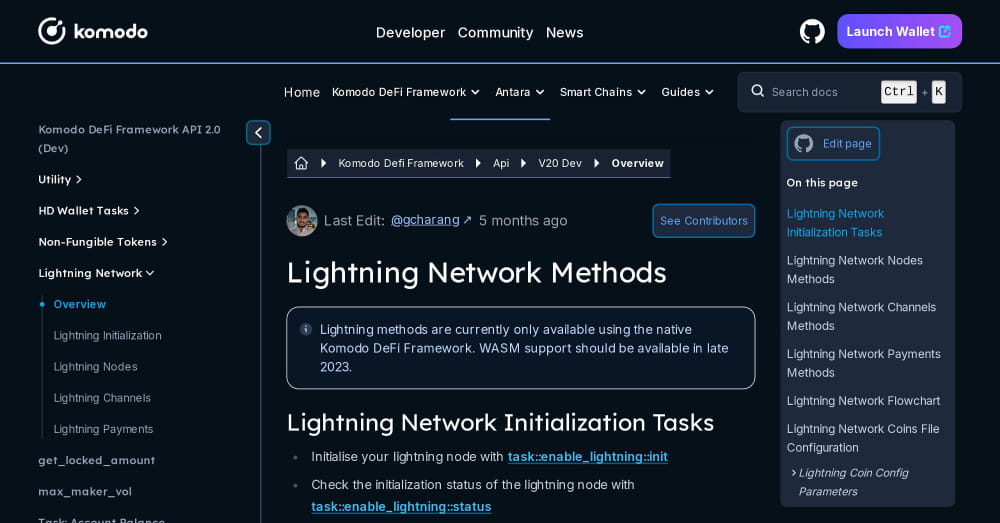 komodo
Developer Community News
Launch Wallet
Home Komodo DeFi Framework Antara Smart Chains Guides
Search docs Ctrl + K
Komodo DeFi Framework API 2.0
(Dev)
Utility
HD Wallet Tasks
Non-Fungible Tokens
Lightning Network
Overview
Lightning Initialization
Lightning Nodes
Lightning Channels
Lightning Payments
get_locked_amount
max_maker_vol
Task: Account Balance
Komodo Defi Framework Api V20 Dev Overview
Last Edit: @gcharang ↗ 5 months ago
See Contributors
Lightning Network Methods
Lightning methods are currently only available using the native
Komodo DeFi Framework. WASM support should be available in late
2023.
Lightning Network Initialization Tasks
Initialise your lightning node with task::enable_lightning::init
Check the initialization status of the lightning node with
task::enable_lightning::status
Edit page
On this page
Lightning Network
Initialization Tasks
Lightning Network Nodes
Methods
Lightning Network Channels
Methods
Lightning Network Payments
Methods
Lightning Network Flowchart
Lightning Network Coins File
Configuration
Lightning Coin Config
Parameters